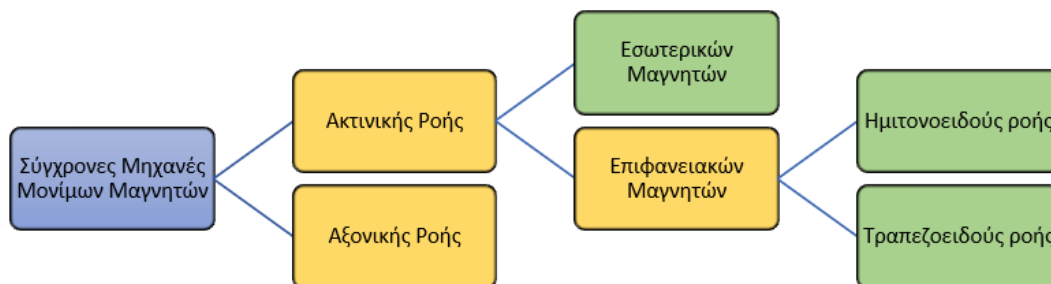 Σύγχρονες Μηχανές
Μονίμων Μαγνητών
Ακτινικής Ροής
Αξονικής Ροής
Εσωτερικών
Μαγνητών
Επιφανειακών
Μαγνητών
Ημιτονοειδούς ροής
Τραπεζοειδούς ροής